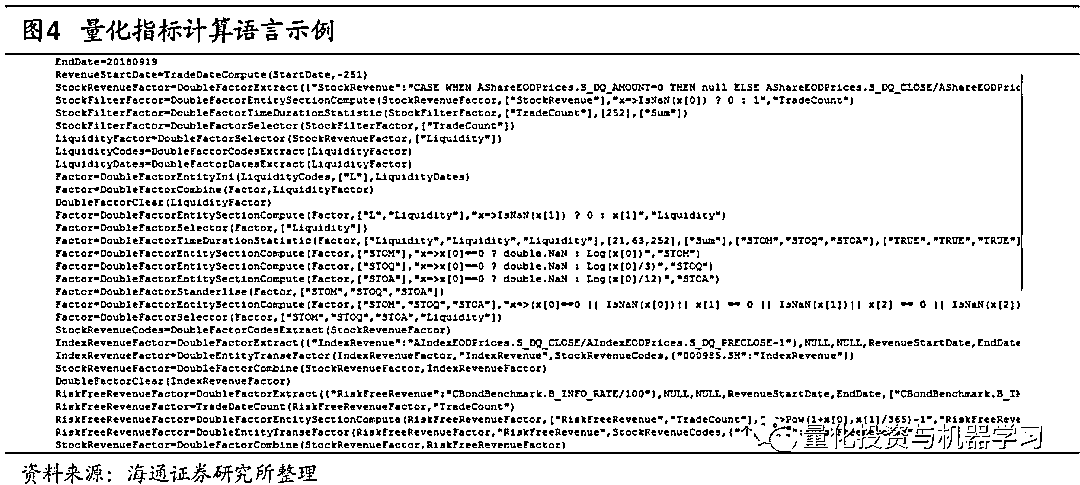 图4 量化指标计算语言示例
EndDate=20180919
RevenueStartDate=TradeDateCompute(StartDate,-251)
StockRevenueFactor=DoubleFactorExtract({"StockRevenue":"CASE WHEN AShareEODPrices.S_DQ_AMOUNT=0 THEN null ELSE AShareEODPrices.S_DQ_CLOSE/AShareEODPric
StockFilterFactor=DoubleFactorEntitySectionCompute(StockRevenueFactor,["StockRevenue"],"x=>IsNaN(x[0]) ? 0 : 1","TradeCount")
StockFilterFactor=DoubleFactorTimeDurationStatistic(StockFilterFactor,["TradeCount"],[252],["Sum"])
StockFilterFactor=DoubleFactorSelector(StockFilterFactor,["TradeCount"])
LiquidityFactor=DoubleFactorSelector(StockRevenueFactor,["Liquidity"])
LiquidityCodes=DoubleFactorCodesExtract(LiquidityFactor)
LiquidityDates=DoubleFactorDatesExtract(LiquidityFactor)
Factor=DoubleFactorEntityIni(LiquidityCodes,["L"],LiquidityDates)
Factor=DoubleFactorCombine(Factor,LiquidityFactor)
DoubleFactorClear(LiquidityFactor)
Factor=DoubleFactorEntitySectionCompute(Factor,["L","Liquidity"],"x=>IsNaN(x[1]) ? 0 : x[1]","Liquidity")
Factor=DoubleFactorSelector(Factor,["Liquidity"])
Factor=DoubleFactorTimeDurationStatistic(Factor,["Liquidity","Liquidity","Liquidity"],[21,63,252],["Sum"],["STOM","STOQ","STOA"],["TRUE","TRUE","TRUE"]
Factor=DoubleFactorEntitySectionCompute(Factor,["STOM"],"x=>x[0]==0 ? double.NaN : Log(x[0])","STOM")
Factor=DoubleFactorEntitySectionCompute(Factor,["STOQ"],"x=>x[0]==0 ? double.NaN : Log(x[0]/3)","STOQ")
Factor=DoubleFactorEntitySectionCompute(Factor,["STOA"],"x=>x[0]==0 ? double.NaN : Log(x[0]/12)","STOA")
Factor=DoubleFactorStanderlise(Factor,["STOM","STOQ","STOA"])
Factor=DoubleFactorEntitySectionCompute(Factor,["STOM","STOQ","STOA"],"x=>(x[0]==0 || IsNaN(x[0])|| x[1] == 0 || IsNaN(x[1])|| x[2] == 0 || IsNaN(x[2])
Factor=DoubleFactorSelector(Factor,["STOM","STOQ","STOA","Liquidity"])
StockRevenueCodes=DoubleFactorCodesExtract(StockRevenueFactor)
IndexRevenueFactor=DoubleFactorExtract({"IndexRevenue":"AIndexEODPrices.S_DQ_CLOSE/AIndexEODPrices.S_DQ_PRECLOSE-1"},NULL,NULL,RevenueStartDate,EndDate
IndexRevenueFactor=DoubleEntityTranseFactor(IndexRevenueFactor,"IndexRevenue",StockRevenueCodes,{"000985.SH":"IndexRevenue"})
StockRevenueFactor=DoubleFactorCombine(StockRevenueFactor,IndexRevenueFactor)
DoubleFactorClear(IndexRevenueFactor)
RiskFreeRevenueFactor=DoubleFactorExtract({"RiskFreeRevenue":"CBondBenchmark.B_INFO_RATE/100"},NULL,NULL,RevenueStartDate,EndDate,["CBondBenchmark.B_IN
RiskFreeRevenueFactor=TradeDateCount(RiskFreeRevenueFactor,"TradeCount")
RiskFreeRevenueFactor=DoubleFactorEntitySectionCompute(RiskFreeRevenueFactor,["RiskFreeRevenue","TradeCount"], >Pow(1+x[0],x[1]/365)-1","RiskFreeReve
RiskFreeRevenueFactor=DoubleEntityTranseFactor(RiskFreeRevenueFactor,"RiskFreeRevenue",StockRevenueCodes,
StockRevenueFactor=DoubleFactorCombine(StockRevenueFactor,RiskFreeRevenueFactor)
量化投资与机器学习
资料来源：海通证券研究所整理